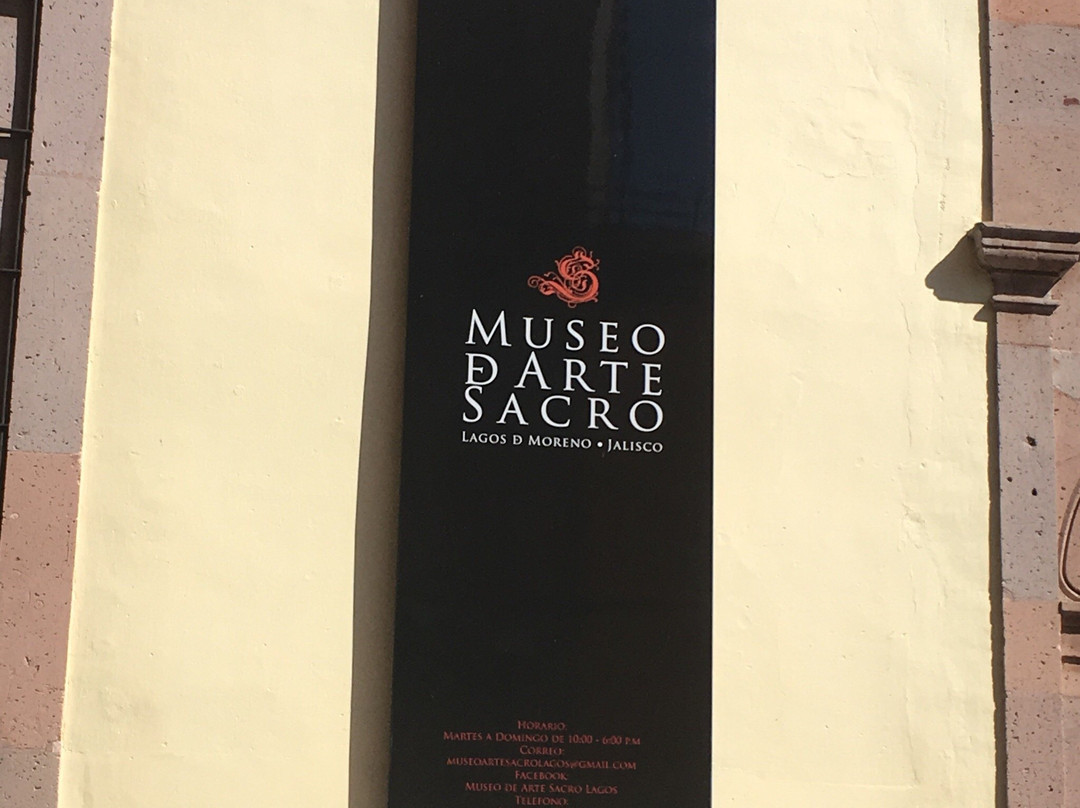 MUSEO
Đ ARTE
SACRO
LAGOS Đ MORENO • JALISCO
HORARIO:
MARTES A DOMINGO DE 10:00 - 6:00 P.M
CORREO:
MUSEOARTESACROLAGOS@GMAIL.COM
FACEBOOK:
MUSEO DE ARTE SACRO LAGOS
TELÉFONO: